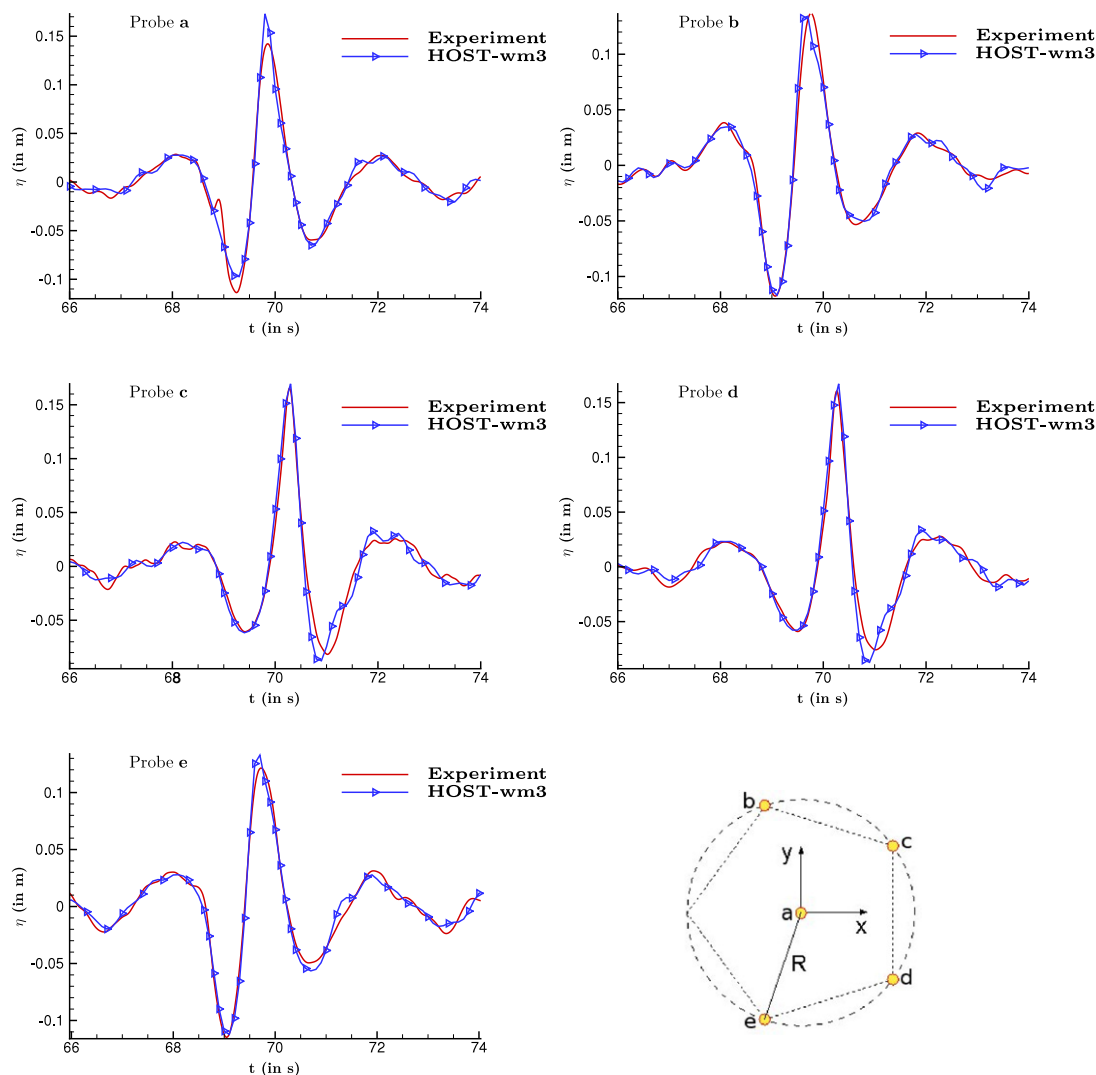 Probe a
Experiment
HOST-wm3
0.15
0.1
0.05
0
-0.05
-0.1
η (in m)
66 68 70 72 74
t (in s)
Probe b
Experiment
HOST-wm3
0.1
0.05
0
-0.05
-0.1
η (in m)
66 68 70 72 74
t (in s)
Probe c
Experiment
HOST-wm3
0.15
0.1
0.05
0
-0.05
η (in m)
66 68 70 72 74
t (in s)
Probe d
Experiment
HOST-wm3
0.15
0.1
0.05
0
-0.05
η (in m)
66 68 70 72 74
t (in s)
Probe e
Experiment
HOST-wm3
0.1
0.05
0
-0.05
-0.1
η (in m)
66 68 70 72 74
t (in s)
b
c
y
a
x
R
d
e